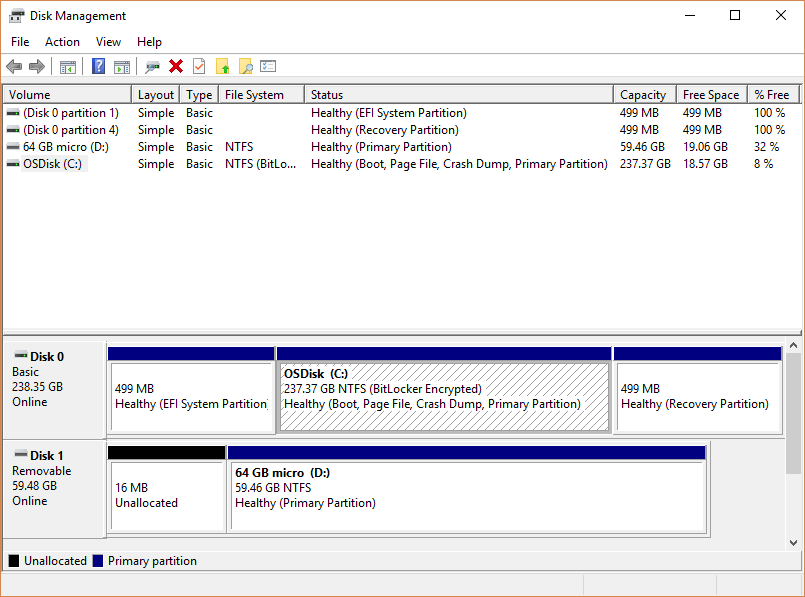 Disk Management
File Action View Help
Volume Layout Type File System Status Capacity Free Space % Free
(Disk 0 partition 1) Simple Basic Healthy (EFI System Partition) 499 MB 499 MB 100 %
(Disk 0 partition 4) Simple Basic Healthy (Recovery Partition) 499 MB 499 MB 100 %
64 GB micro (D:) Simple Basic NTFS Healthy (Primary Partition) 59.46 GB 19.06 GB 32 %
OSDisk (C:) Simple Basic NTFS (BitLo... Healthy (Boot, Page File, Crash Dump, Primary Partition) 237.37 GB 18.57 GB 8 %
Disk 0
Basic
238.35 GB
Online
499 MB
Healthy (EFI System Partition)
OSDisk (C:)
237.37 GB NTFS (BitLocker Encrypted)
Healthy (Boot, Page File, Crash Dump, Primary Partition)
499 MB
Healthy (Recovery Partition)
Disk 1
Removable
59.48 GB
Online
16 MB
Unallocated
64 GB micro (D:)
59.46 GB NTFS
Healthy (Primary Partition)
Unallocated Primary partition